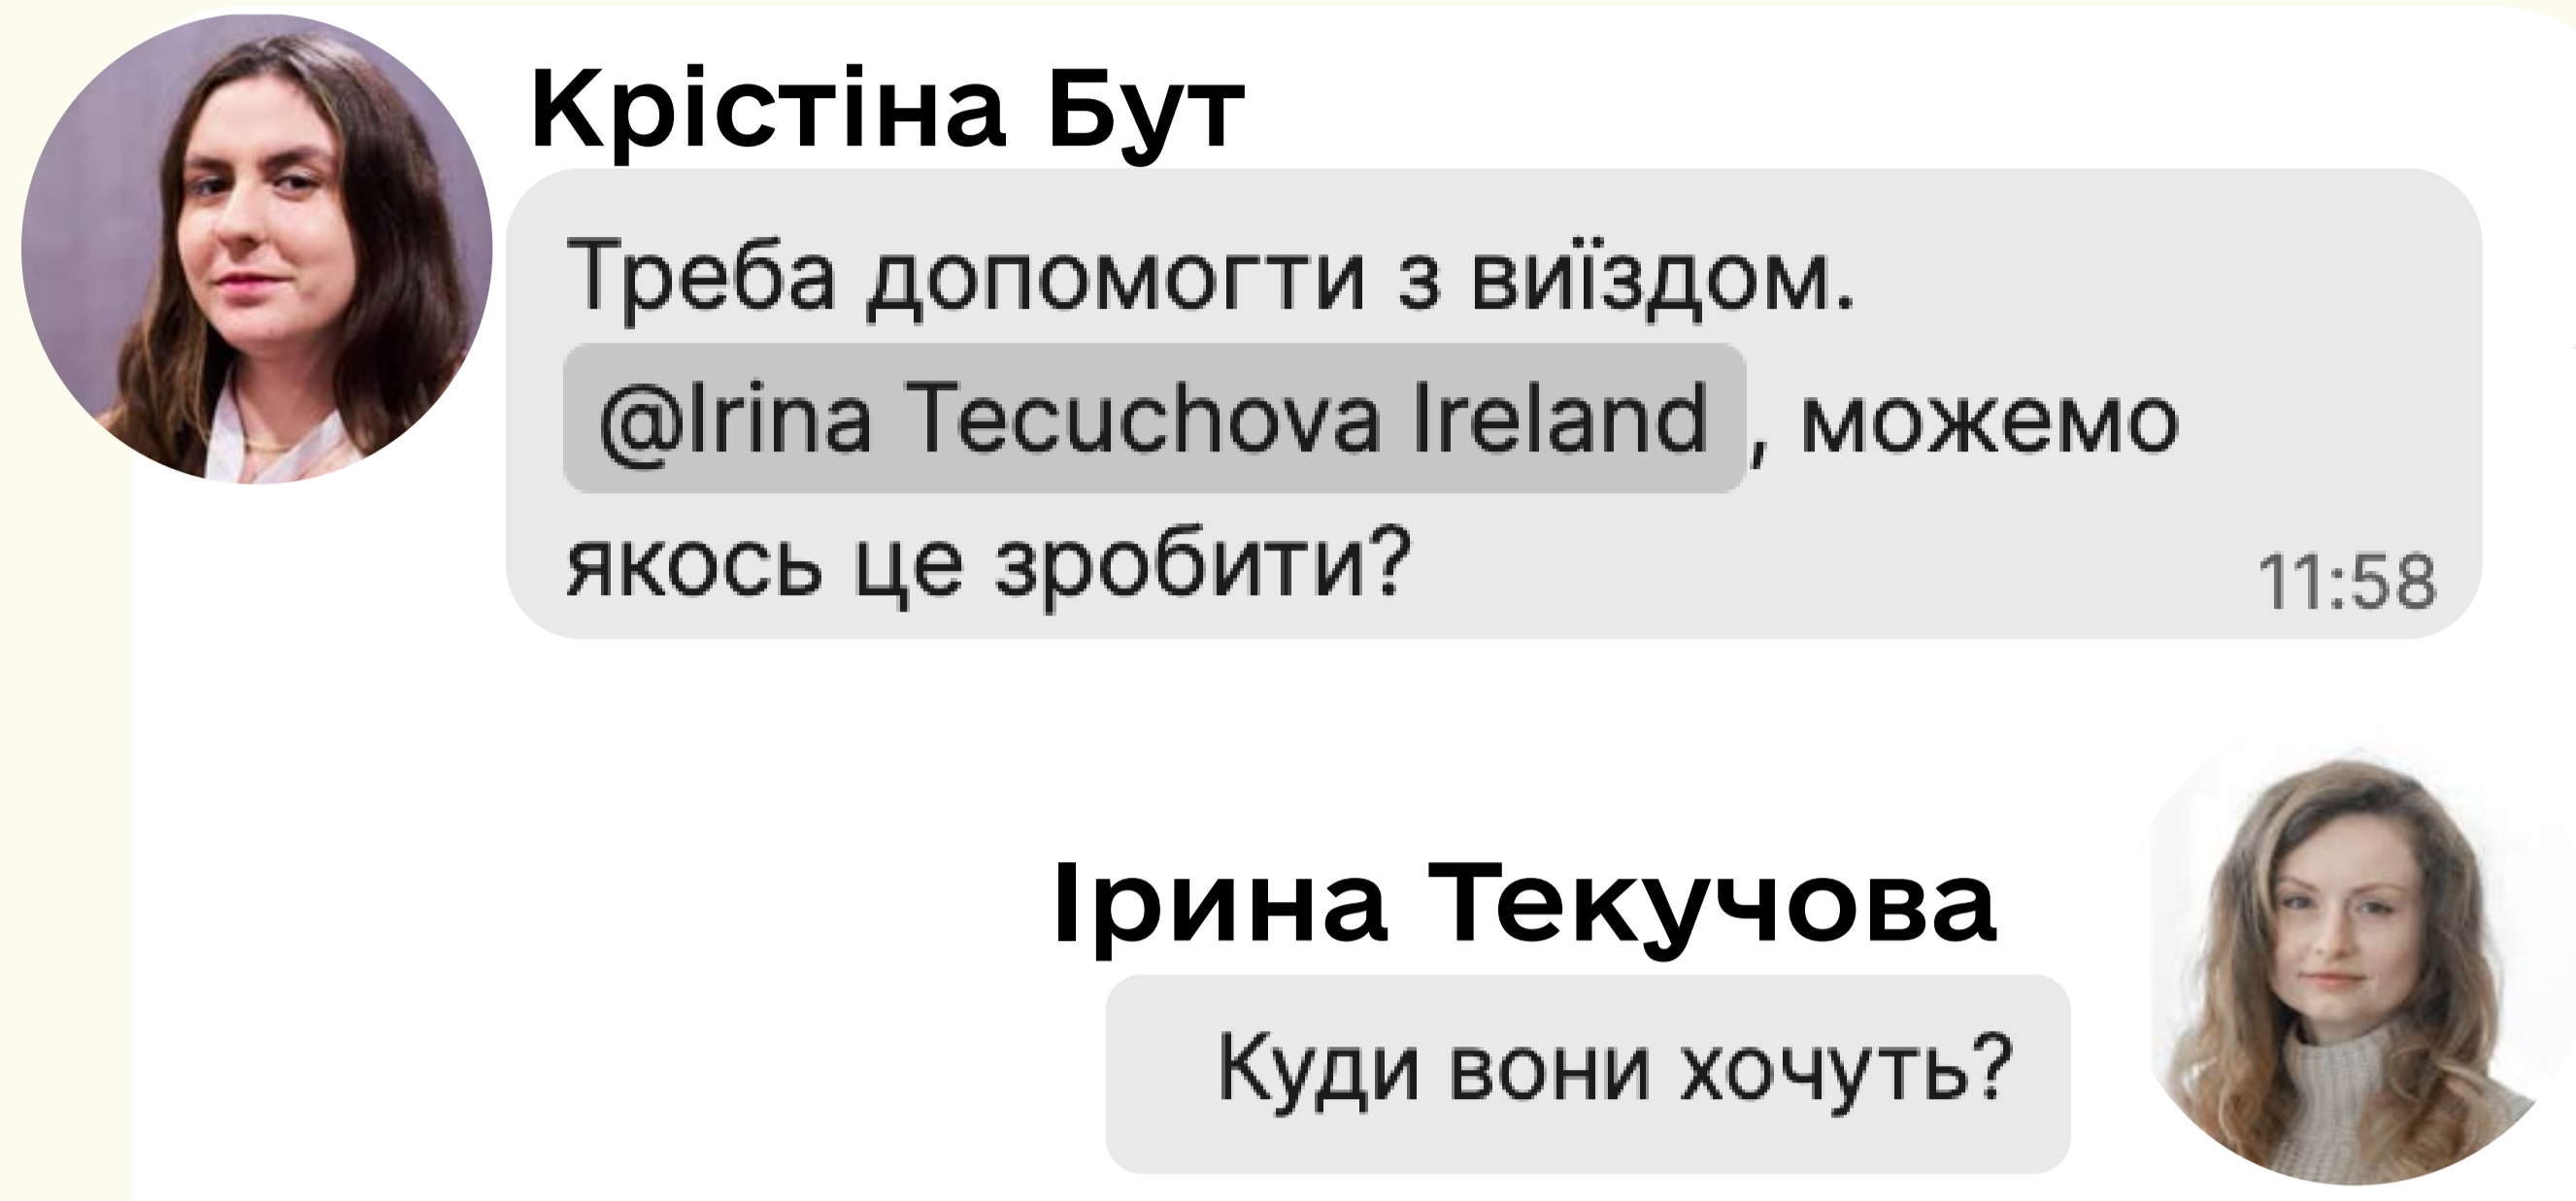 Крістіна Бут
Треба допомогти з виїздом.
@Irina Tecuchova Ireland , можемо
якось це зробити?
11:58
Ірина Текучова
Куди вони хочуть?